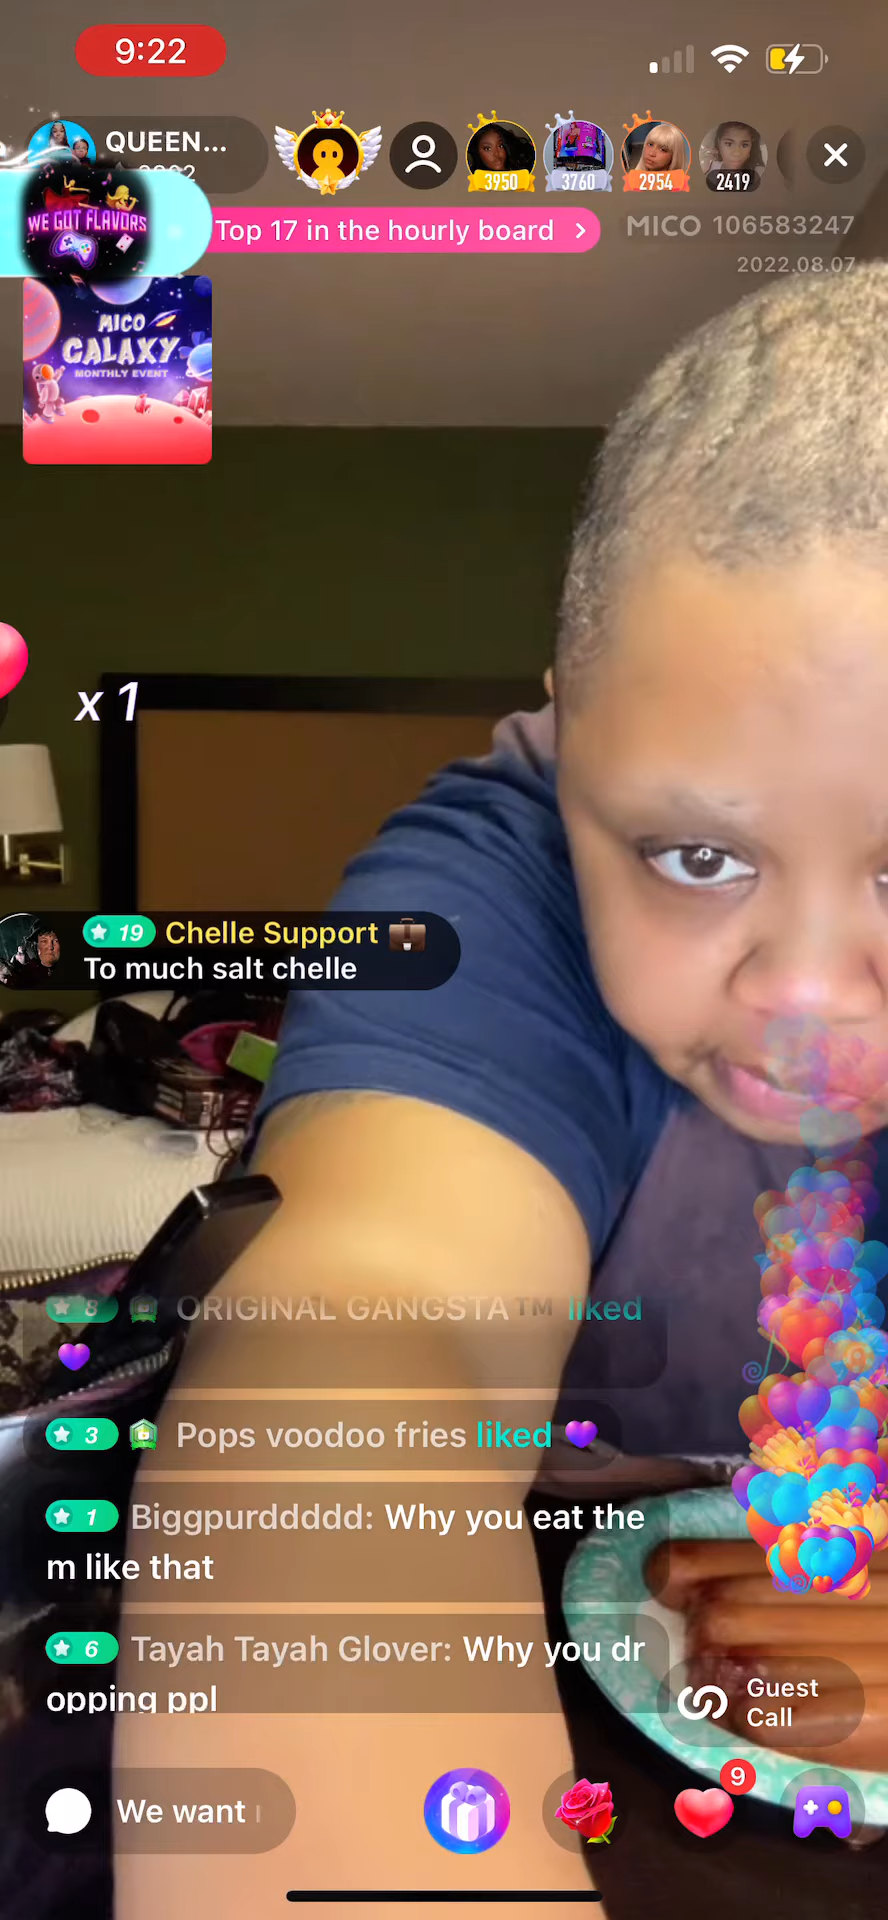 9:22
QUEEN...
3950
3760
2954
2419
WE GOT FLAVORS
Top 17 in the hourly board
MICO 106583247
2022.08.07
MICO
GALAXY
MONTHLY EVENT
x 1
19 Chelle Support
To much salt chelle
8 ORIGINAL GANGSTA™ liked
3 Pops voodoo fries liked
1 Biggpurddddd: Why you eat the
m like that
6 Tayah Tayah Glover: Why you dr
opping ppl
Guest
Call
We want
9